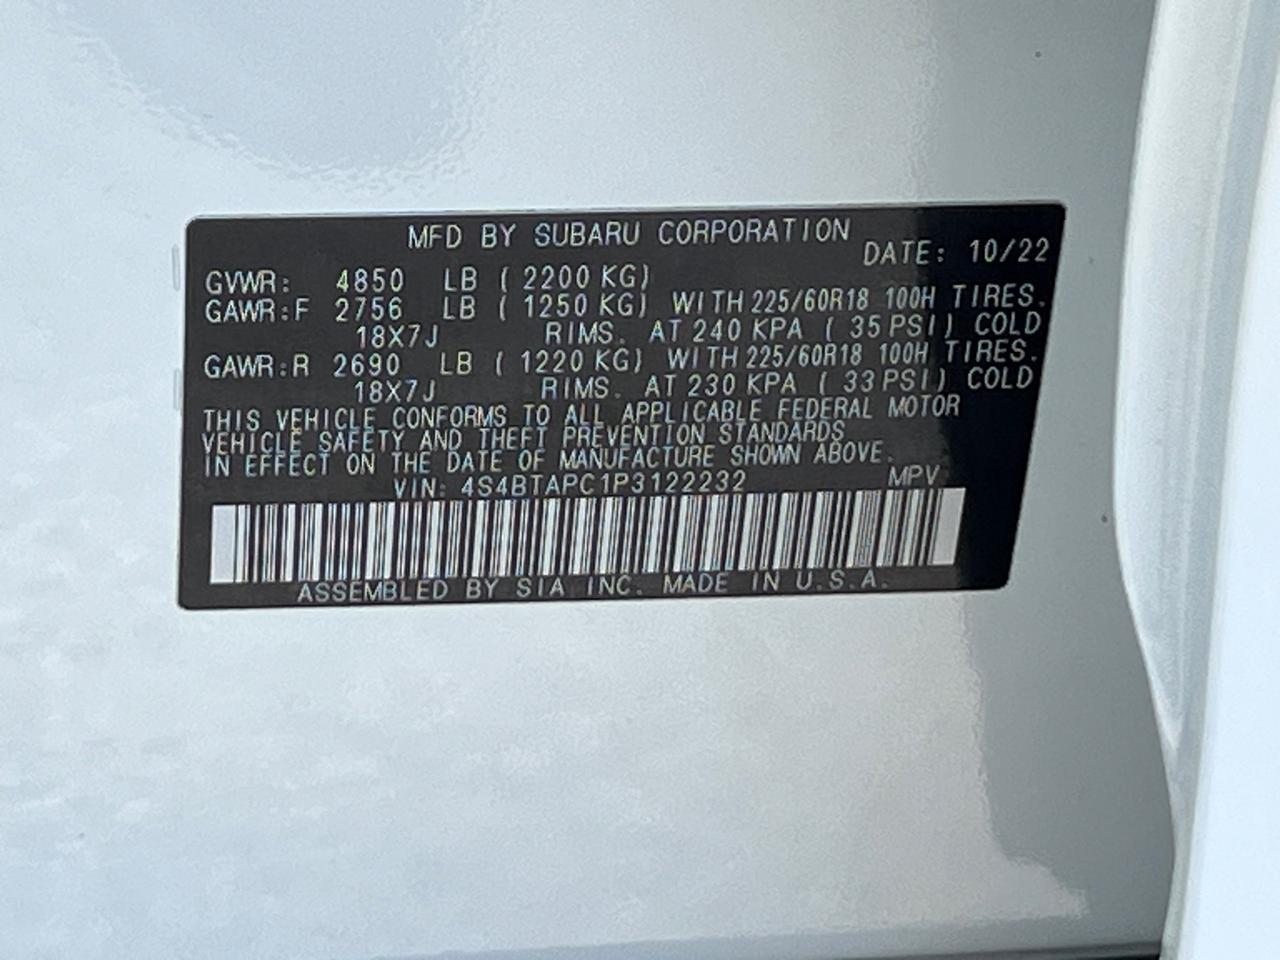 MFD BY SUBARU CORPORATION
DATE: 10/22
GVWR: 4850 LB ( 2200 KG)
GAWR:F 2756 LB ( 1250 KG) WITH 225/60R18 100H TIRES.
18X7J RIMS. AT 240 KPA ( 35 PSI) COLD
GAWR:R 2690 LB ( 1220 KG) WITH 225/60R18 100H TIRES.
18X7J RIMS. AT 230 KPA ( 33 PSI) COLD
THIS VEHICLE CONFORMS TO ALL APPLICABLE FEDERAL MOTOR
VEHICLE SAFETY AND THEFT PREVENTION STANDARDS
IN EFFECT ON THE DATE OF MANUFACTURE SHOWN ABOVE.
VIN: 4S4BTAPC1P3122232 MPV
ASSEMBLED BY SIA INC. MADE IN U.S.A.